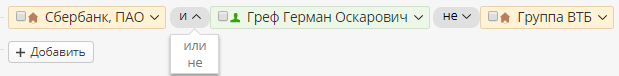 Сбербанк, ПАО и Греф Герман Оскарович не Группа ВТБ
+ Добавить
или
не